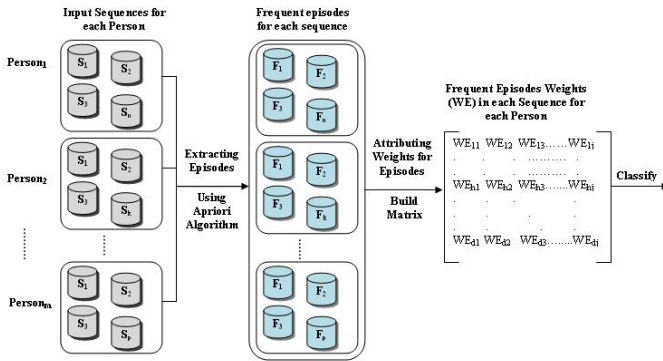 Input Sequences for
each Person
Frequent episodes
for each sequence
Person1
S1
S2
S3
Sn
F1
F2
F3
Fn
Person2
S1
S2
S3
Sk
F1
F2
F3
Fk
Personm
S1
S2
S3
Sp
F1
F2
F3
Fp
Extracting
Episodes
Using
Apriori
Algorithm
Attributing
Weights for
Episodes
Build
Matrix
Frequent Episodes Weights
(WE) in each Sequence for
each Person
WE11 WE12 WE13......WE1j
WEh1 WEh2 WEh3...... WEhj
WEd1 WEd2 WEd3........WEdj
Classify